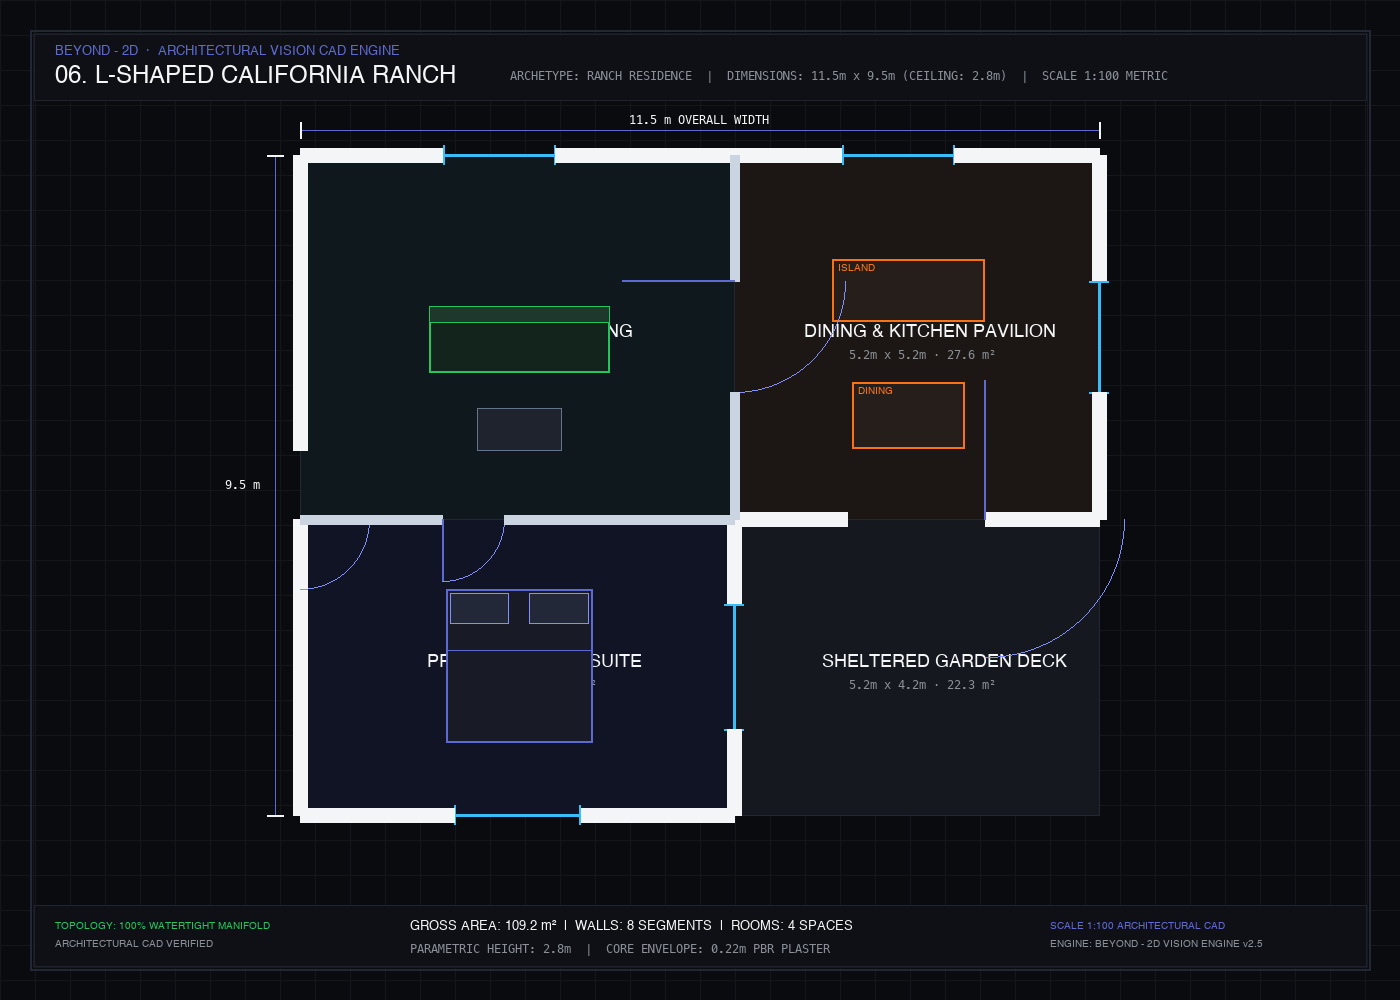 BEYOND - 2D · ARCHITECTURAL VISION CAD ENGINE
06. L-SHAPED CALIFORNIA RANCH
ARCHETYPE: RANCH RESIDENCE | DIMENSIONS: 11.5m x 9.5m (CEILING: 2.8m) | SCALE 1:100 METRIC
11.5 m OVERALL WIDTH
ISLAND
DINING & KITCHEN PAVILION
5.2m x 5.2m · 27.6 m²
DINING
9.5 m
SUITE
SHELTERED GARDEN DECK
5.2m x 4.2m · 22.3 m²
TOPOLOGY: 100% WATERTIGHT MANIFOLD
ARCHITECTURAL CAD VERIFIED
GROSS AREA: 109.2 m² | WALLS: 8 SEGMENTS | ROOMS: 4 SPACES
PARAMETRIC HEIGHT: 2.8m | CORE ENVELOPE: 0.22m PBR PLASTER
SCALE 1:100 ARCHITECTURAL CAD
ENGINE: BEYOND - 2D VISION ENGINE v2.5